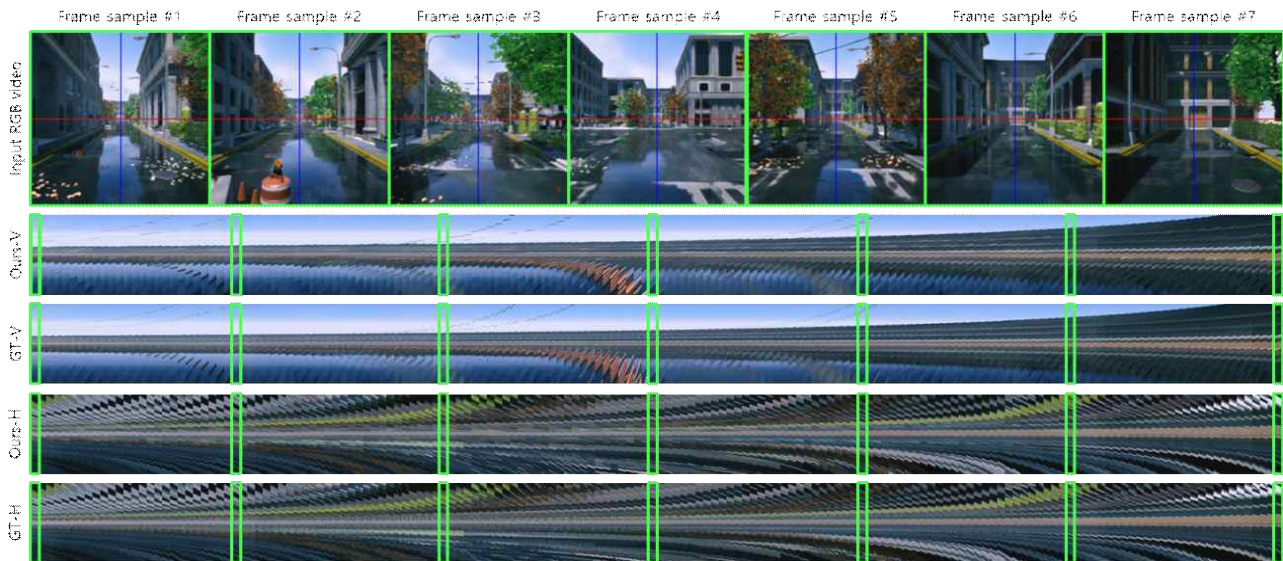 Frame sample #1 Frame sample #2 Frame sample #3 Frame sample #4 Frame sample #5 Frame sample #6 Frame sample #7
Input RGB video
Ours-V
GT-V
Ours-H
GT-H